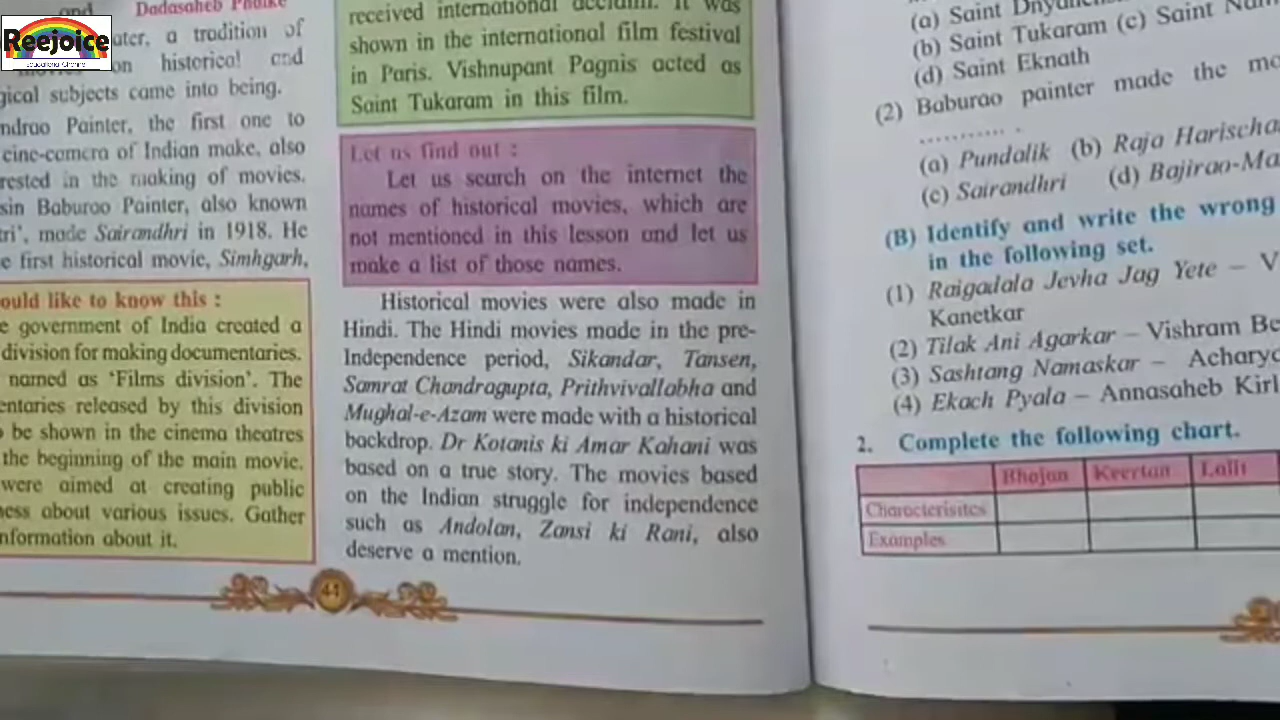 Reejoice
Educational Channel
and Dadasaheb Phalke
ater, a tradition of
movies on historical and
gical subjects came into being.
ndrao Painter, the first one to
cine-camera of Indian make, also
rested in the making of movies.
sin Baburao Painter, also known
tri', made Sairandhri in 1918. He
e first historical movie, Simhgarh,
ould like to know this :
e government of India created a
division for making documentaries.
named as 'Films division'. The
entaries released by this division
o be shown in the cinema theatres
the beginning of the main movie.
were aimed at creating public
ness about various issues. Gather
nformation about it.
received international acclaim. It was
shown in the international film festival
in Paris. Vishnupant Pagnis acted as
Saint Tukaram in this film.
Let us find out :
Let us search on the internet the
names of historical movies, which are
not mentioned in this lesson and let us
make a list of those names.
Historical movies were also made in
Hindi. The Hindi movies made in the pre-
Independence period, Sikandar, Tansen,
Samrat Chandragupta, Prithvivallabha and
Mughal-e-Azam were made with a historical
backdrop. Dr Kotanis ki Amar Kahani was
based on a true story. The movies based
on the Indian struggle for independence
such as Andolan, Zansi ki Rani, also
deserve a mention.
44
(a) Saint
(b) Saint Tukaram (c) Saint
(d) Saint Eknath
(2) Baburao painter made the mo
........... .
(a) Pundalik (b) Raja Harischa
(c) Sairandhri (d) Bajirao-Ma
(B) Identify and write the wrong
in the following set.
(1) Raigadala Jevha Jag Yete – V
Kanetkar
(2) Tilak Ani Agarkar – Vishram Be
(3) Sashtang Namaskar – Acharya
(4) Ekach Pyala – Annasaheb Kirl
2. Complete the following chart.
Bhajan Keertan Lalit
Characterisitcs
Examples